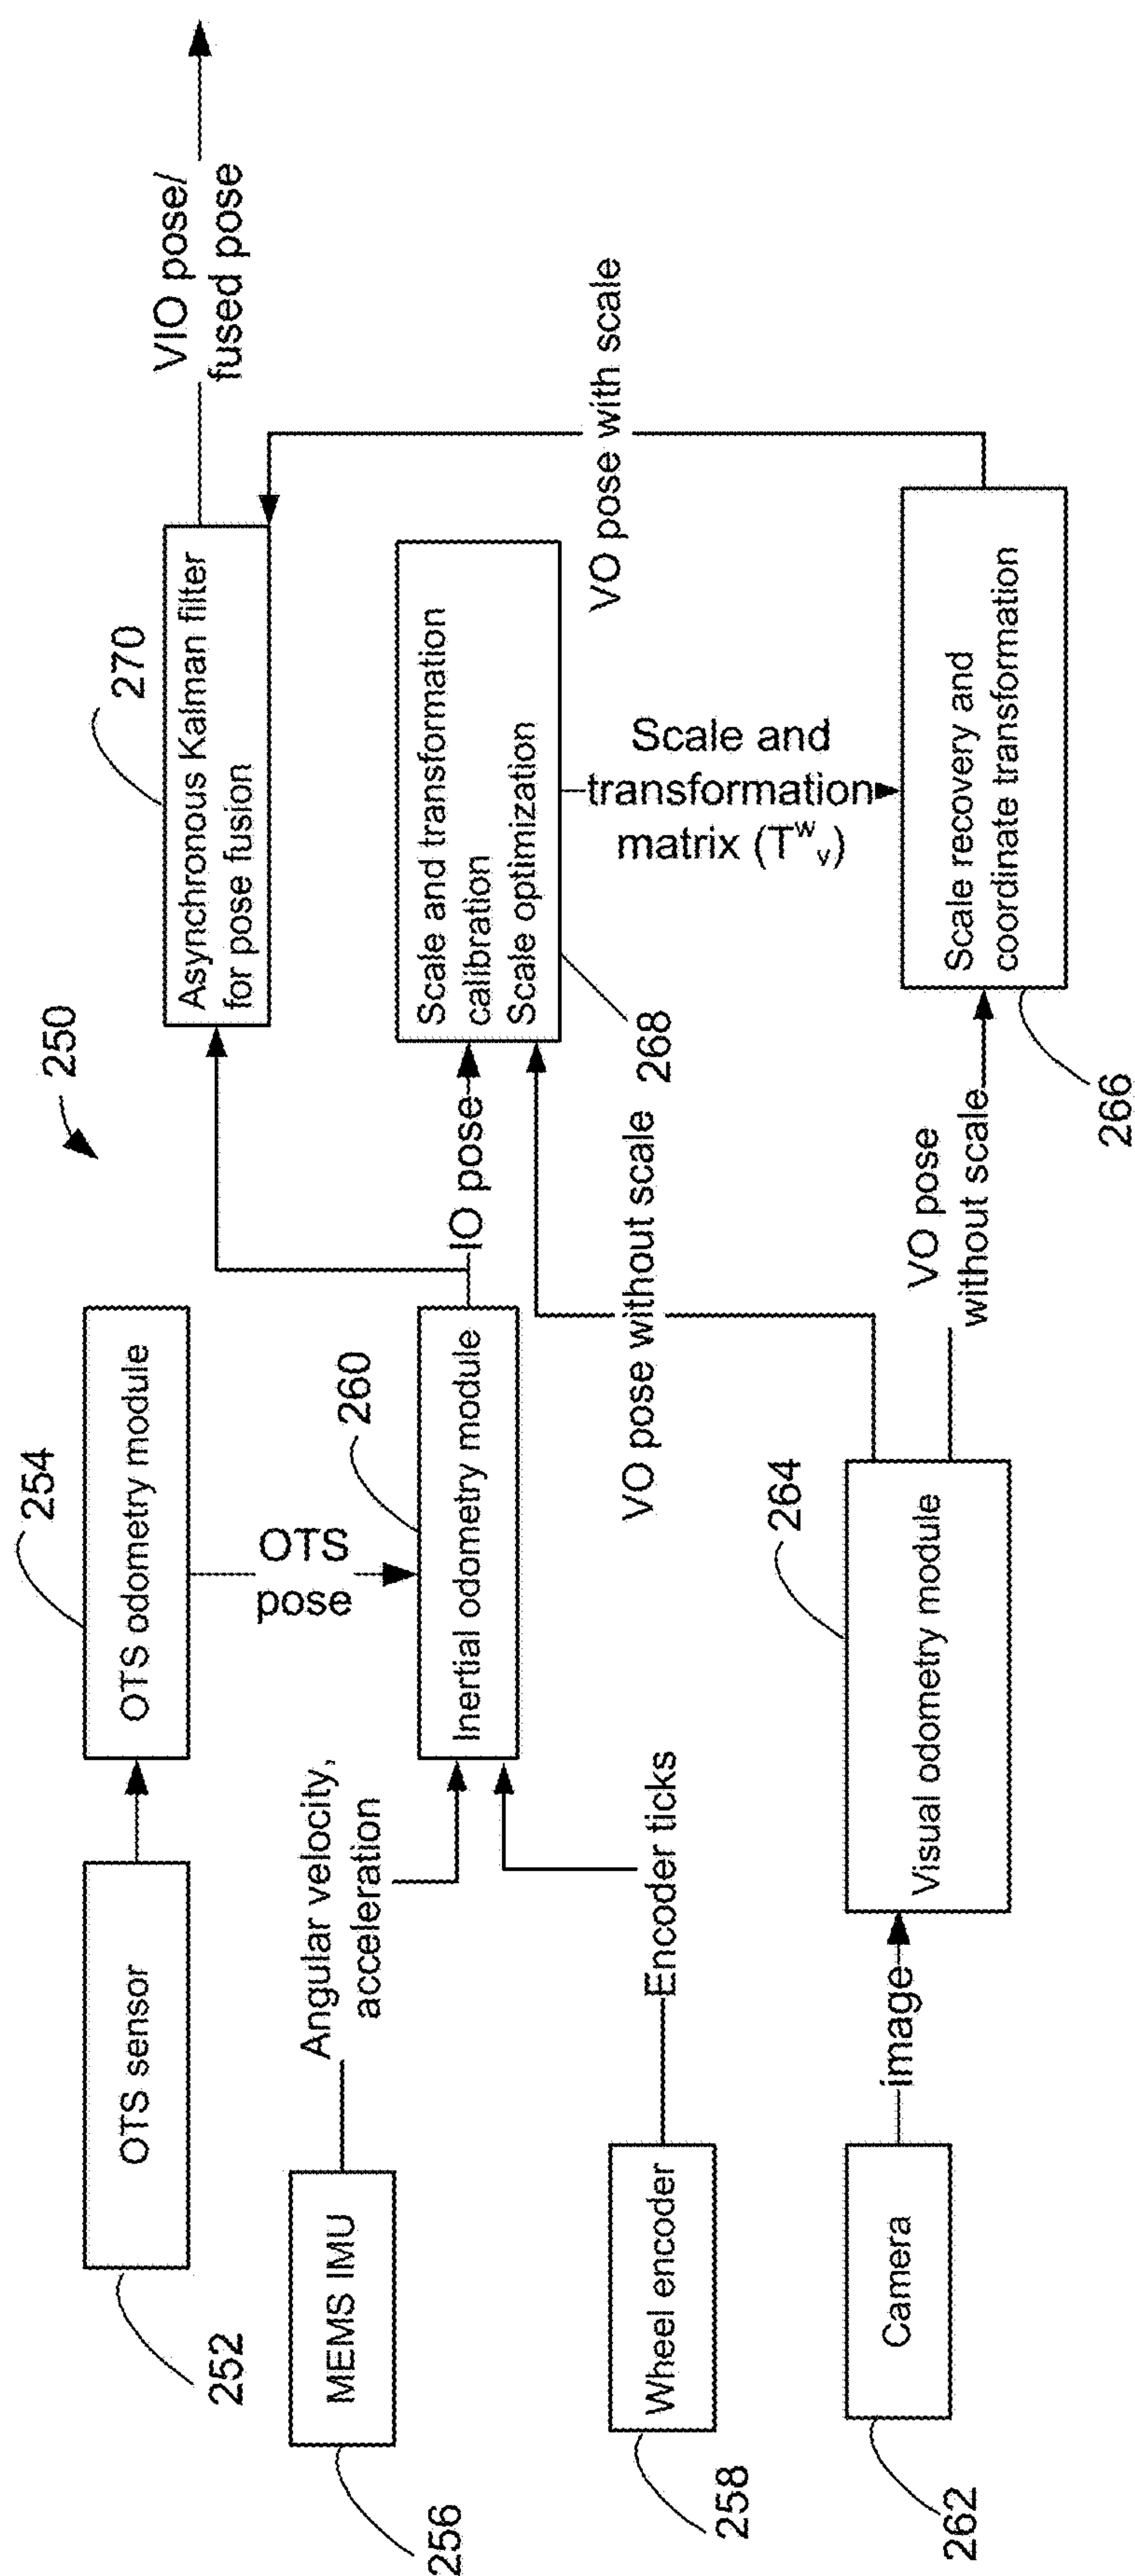 250
252
OTS sensor
254
OTS odometry module
OTS
pose
256
MEMS IMU
Angular velocity,
acceleration
260
Inertial odometry module
258
Wheel encoder
Encoder ticks
262
Camera
image
264
Visual odometry module
IO pose
VO pose without scale
VO pose
without scale
270
Asynchronous Kalman filter
for pose fusion
268
Scale and transformation
calibration
Scale optimization
Scale and
transformation
matrix (Tʷᵥ)
266
Scale recovery and
coordinate transformation
VO pose with scale
VIO pose/
fused pose